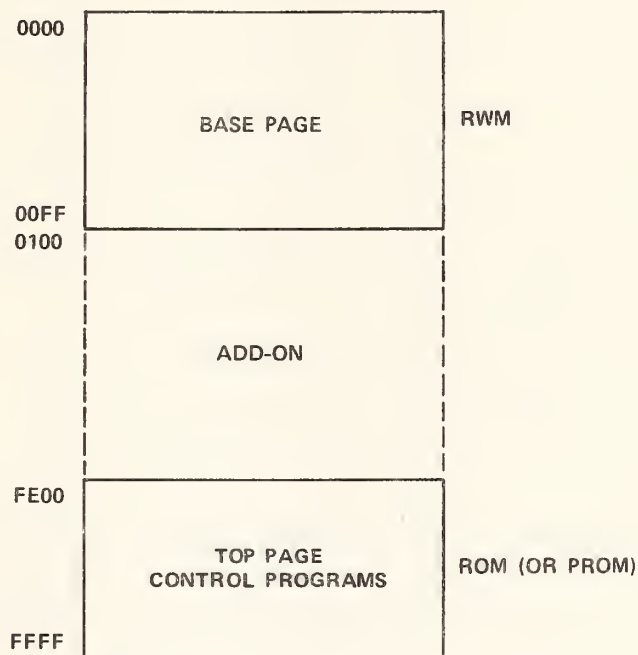 0000
BASE PAGE
RWM
00FF
0100
ADD-ON
FE00
TOP PAGE
CONTROL PROGRAMS
ROM (OR PROM)
FFFF